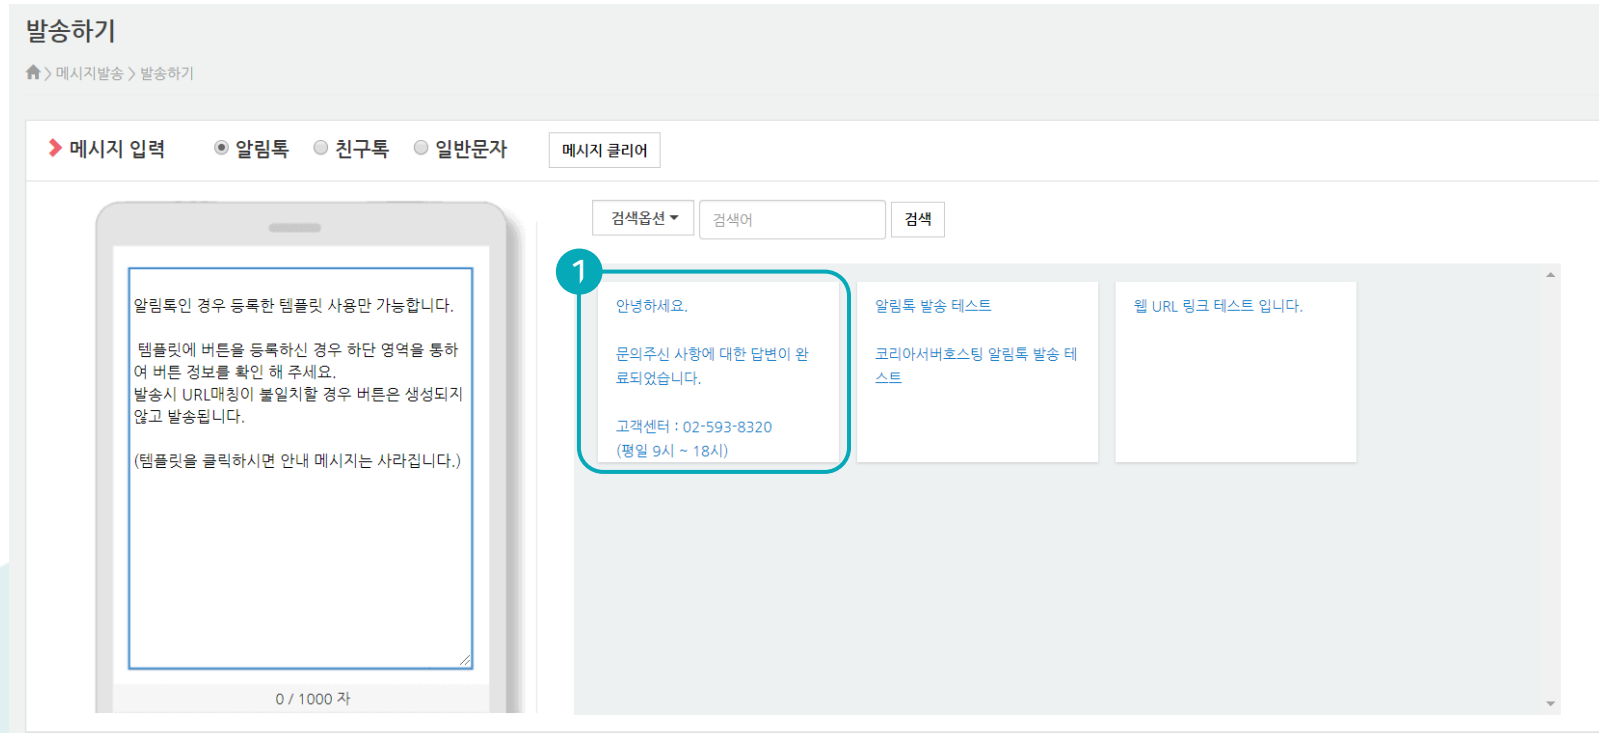 발송하기
메시지발송 > 발송하기
메시지 입력
알림톡
친구톡
일반문자
메시지 클리어
알림톡인 경우 등록한 템플릿 사용만 가능합니다.
템플릿에 버튼을 등록하신 경우 하단 영역을 통하
여 버튼 정보를 확인 해 주세요.
발송시 URL매칭이 불일치할 경우 버튼은 생성되지
않고 발송됩니다.
(템플릿을 클릭하시면 안내 메시지는 사라집니다.)
0 / 1000 자
검색옵션
검색어
검색
1
안녕하세요.
문의주신 사항에 대한 답변이 완
료되었습니다.
고객센터 : 02-593-8320
(평일 9시 ~ 18시)
알림톡 발송 테스트
코리아서버호스팅 알림톡 발송 테
스트
웹 URL 링크 테스트 입니다.